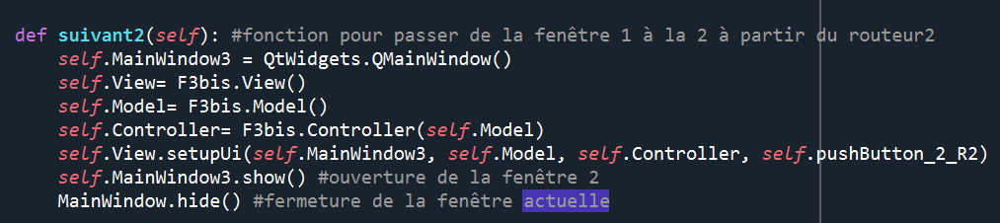 def suivant2(self): #fonction pour passer de la fenêtre 1 à la 2 à partir du routeur2
    self.MainWindow3 = QtWidgets.QMainWindow()
    self.View= F3bis.View()
    self.Model= F3bis.Model()
    self.Controller= F3bis.Controller(self.Model)
    self.View.setupUi(self.MainWindow3, self.Model, self.Controller, self.pushButton_2_R2)
    self.MainWindow3.show() #ouverture de la fenêtre 2
    MainWindow.hide() #fermeture de la fenêtre actuelle